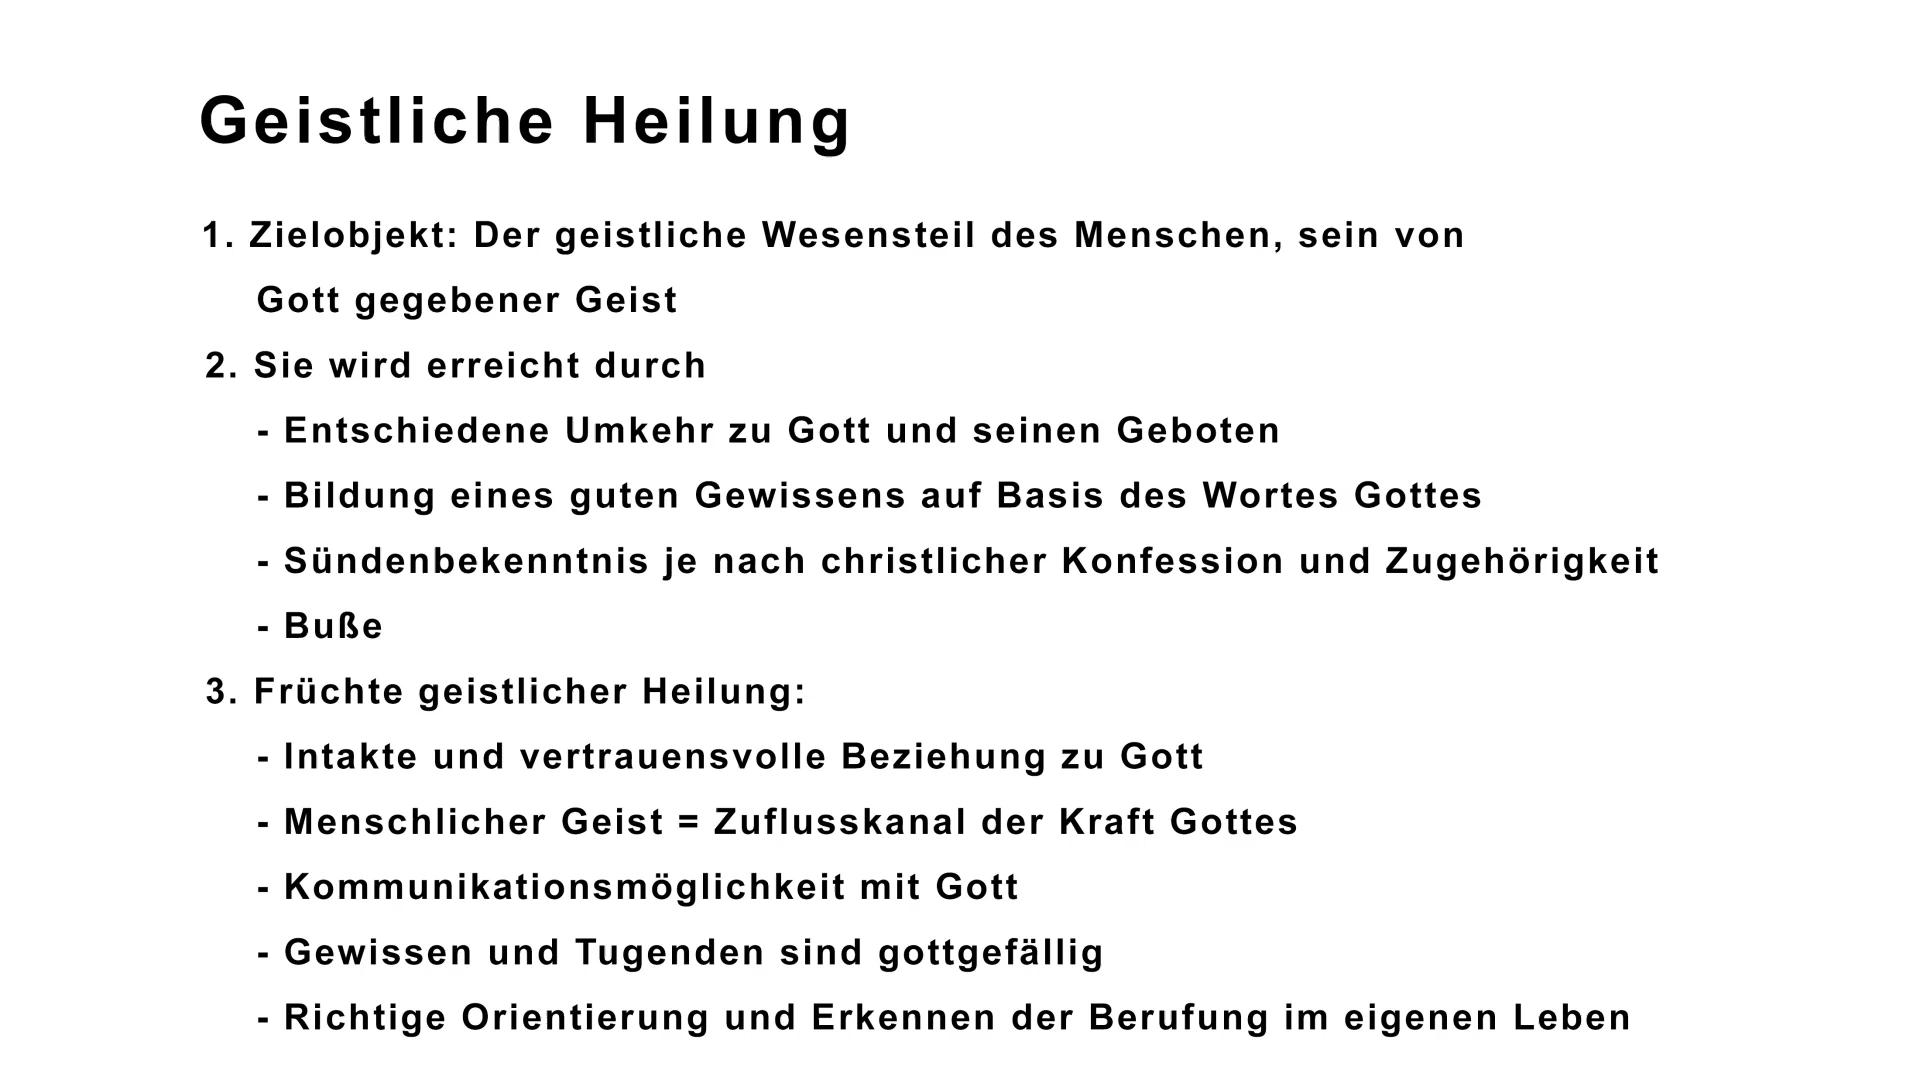 Geistliche Heilung
1. Zielobjekt: Der geistliche Wesensteil des Menschen, sein von
Gott gegebener Geist
2. Sie wird erreicht durch
- Entschiedene Umkehr zu Gott und seinen Geboten
- Bildung eines guten Gewissens auf Basis des Wortes Gottes
- Sündenbekenntnis je nach christlicher Konfession und Zugehörigkeit
- Buße
3. Früchte geistlicher Heilung:
- Intakte und vertrauensvolle Beziehung zu Gott
- Menschlicher Geist = Zuflusskanal der Kraft Gottes
- Kommunikationsmöglichkeit mit Gott
- Gewissen und Tugenden sind gottgefällig
- Richtige Orientierung und Erkennen der Berufung im eigenen Leben